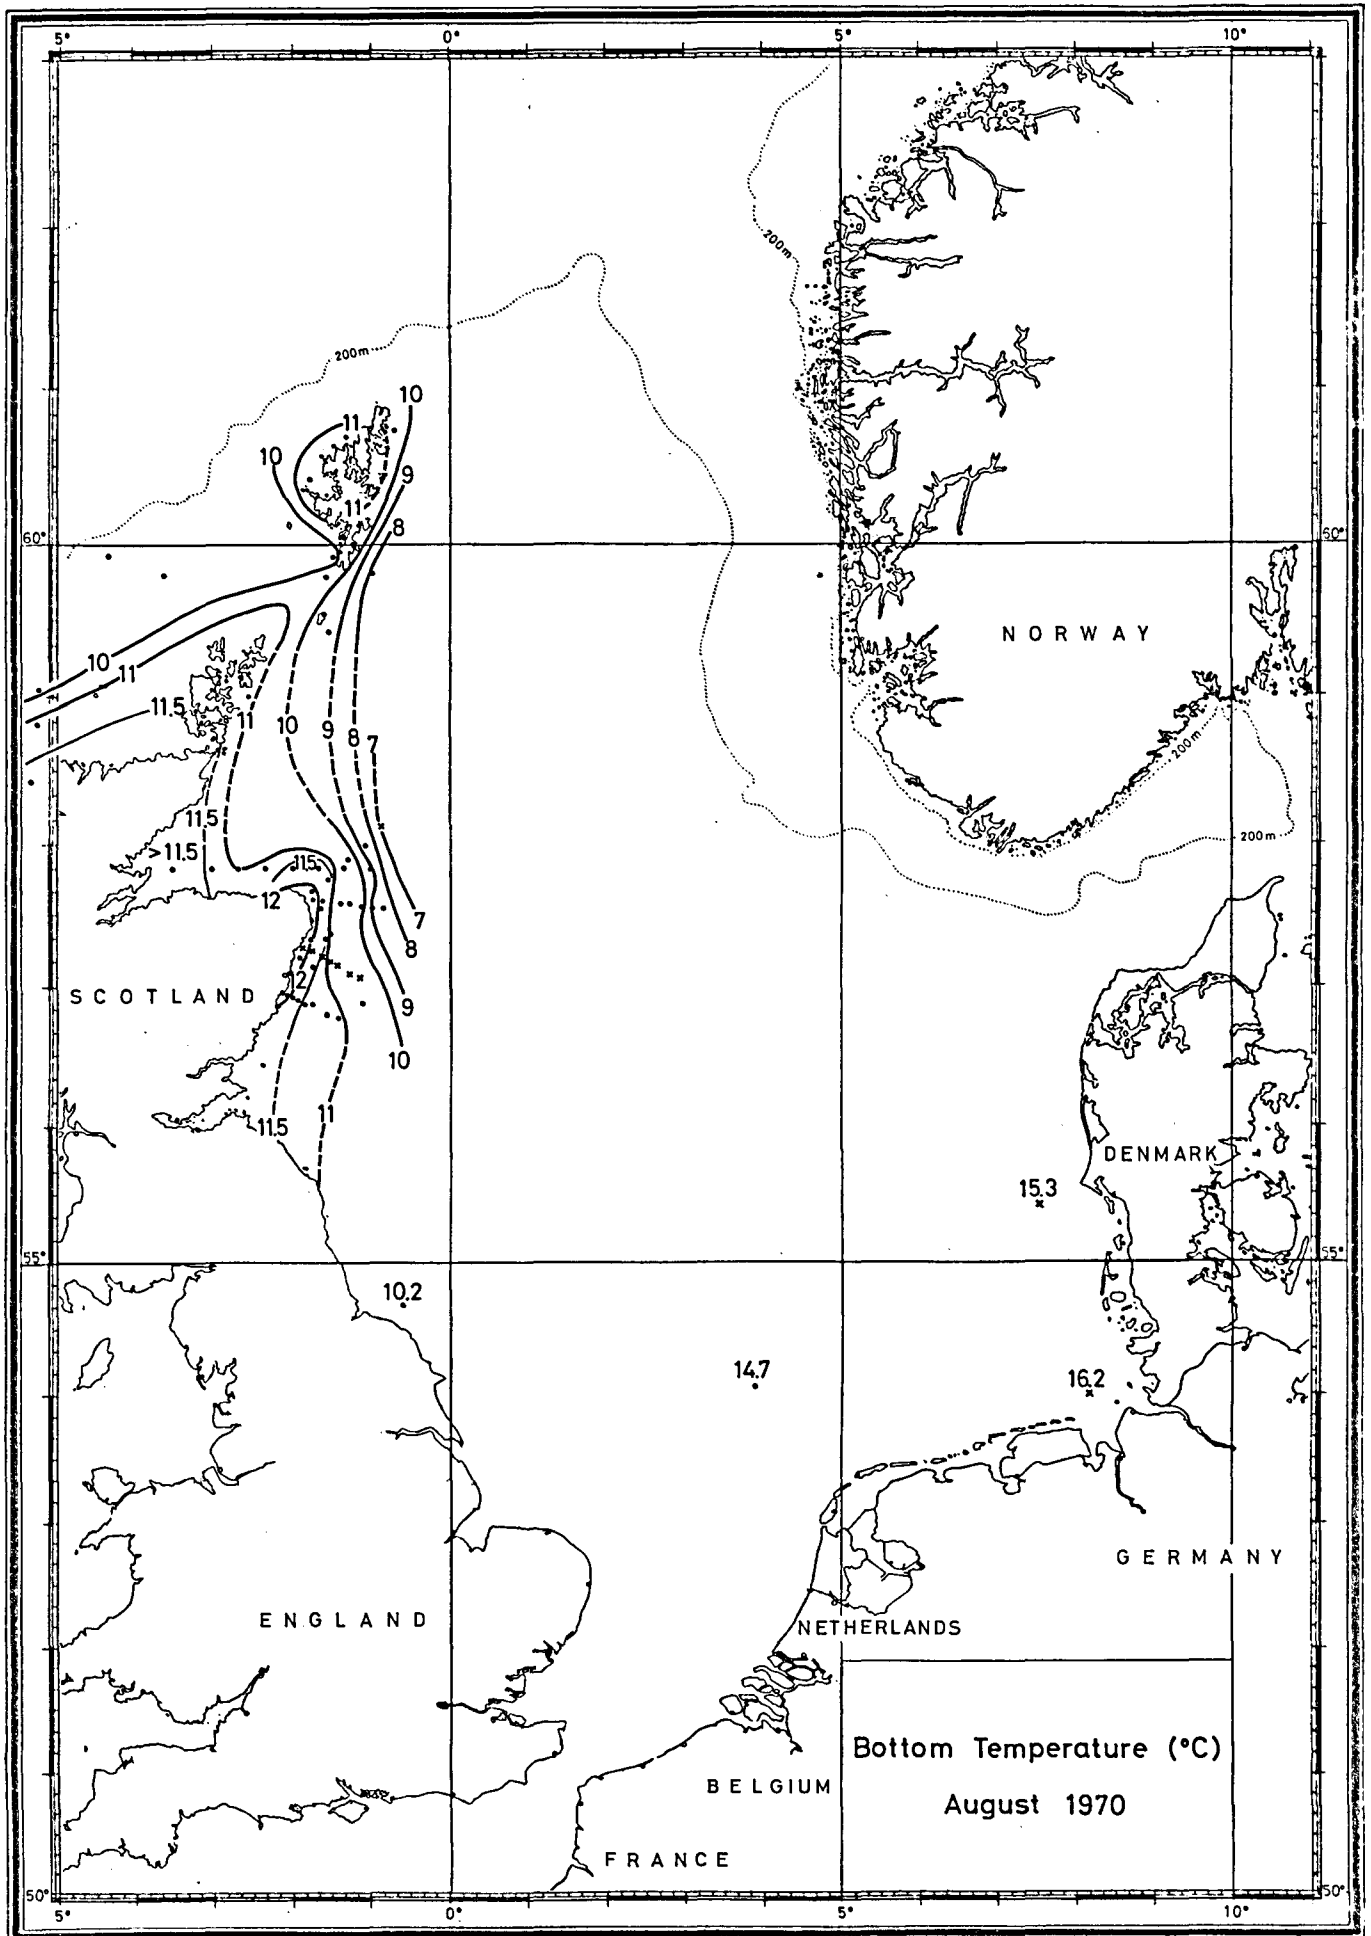 5° 0° 5° 10°
200m
200m
10
11
10
9
11
8
60° 60°
NORWAY
10
11
11.5
11 10 9 8 7
200m
11.5
200m
>11.5
11.5
12
7
8
12
SCOTLAND
9
10
11
11.5
DENMARK
15.3
55° 55°
10.2
14.7
16.2
GERMANY
ENGLAND
NETHERLANDS
Bottom Temperature (°C)
BELGIUM
August 1970
FRANCE
50° 50°
5° 0° 5° 10°